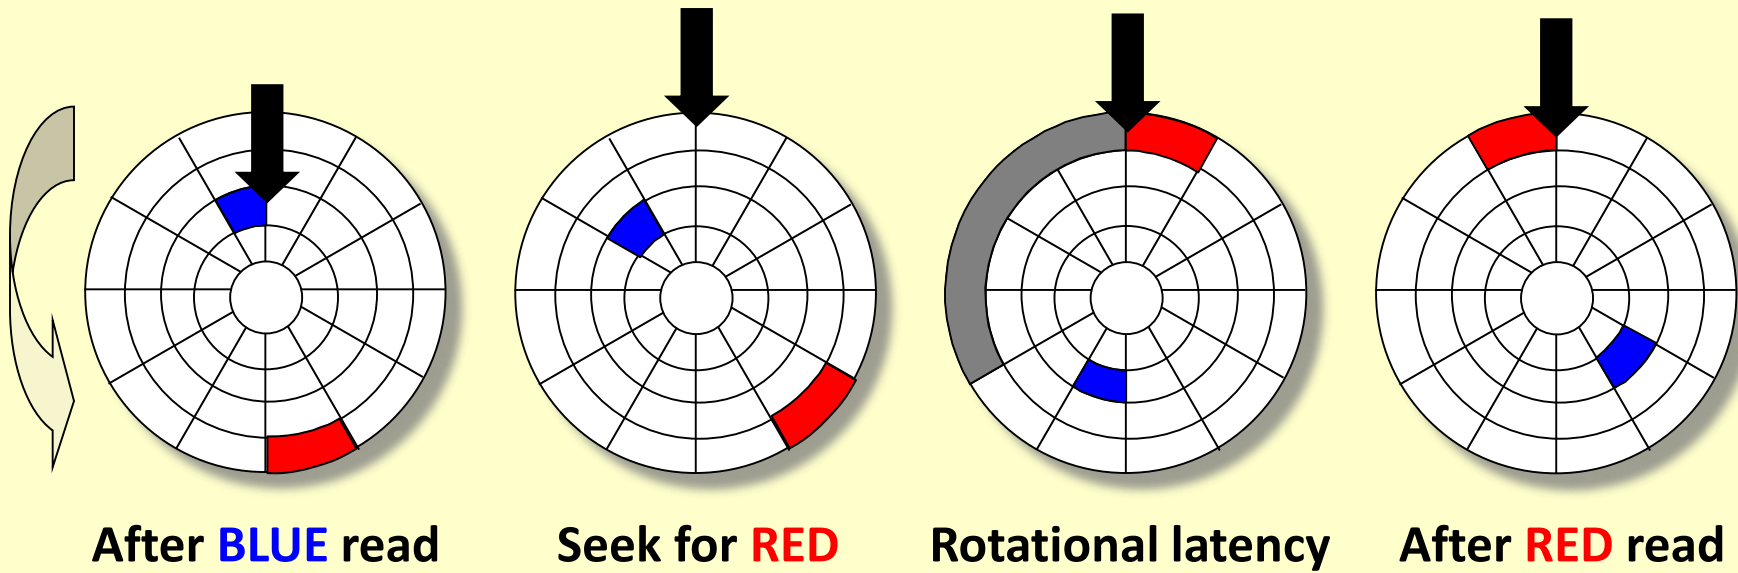 After BLUE read
Seek for RED
Rotational latency
After RED read